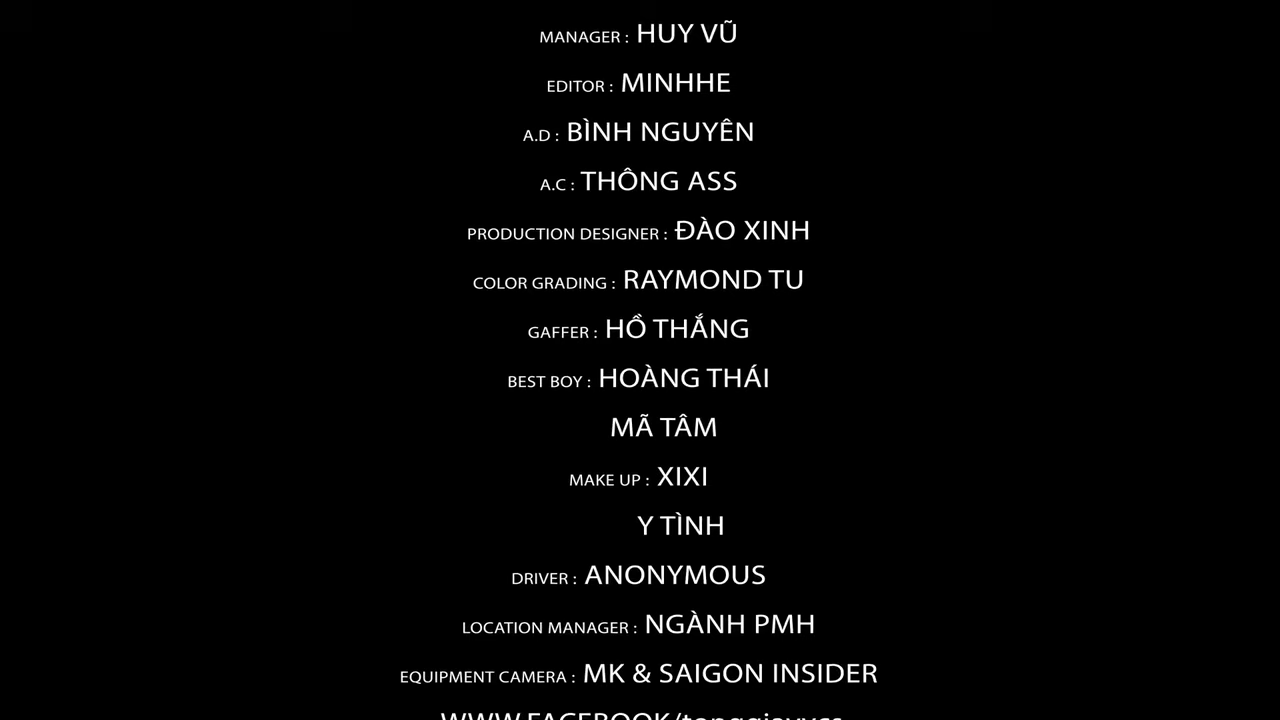 MANAGER : HUY VŨ
EDITOR : MINHHE
A.D : BÌNH NGUYÊN
A.C : THÔNG ASS
PRODUCTION DESIGNER : ĐÀO XINH
COLOR GRADING : RAYMOND TU
GAFFER : HỒ THẮNG
BEST BOY : HOÀNG THÁI
MÃ TÂM
MAKE UP : XIXI
Y TÌNH
DRIVER : ANONYMOUS
LOCATION MANAGER : NGÀNH PMH
EQUIPMENT CAMERA : MK & SAIGON INSIDER